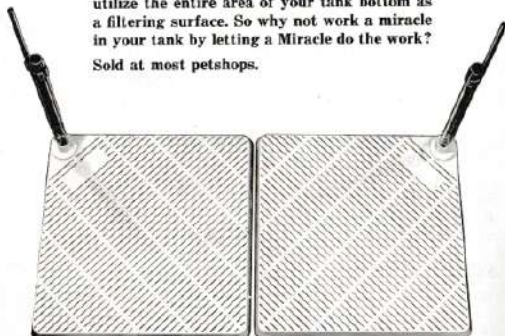 utilize the entire area of your tank bottom as
a filtering surface. So why not work a miracle
in your tank by letting a Miracle do the work?
Sold at most petshops.